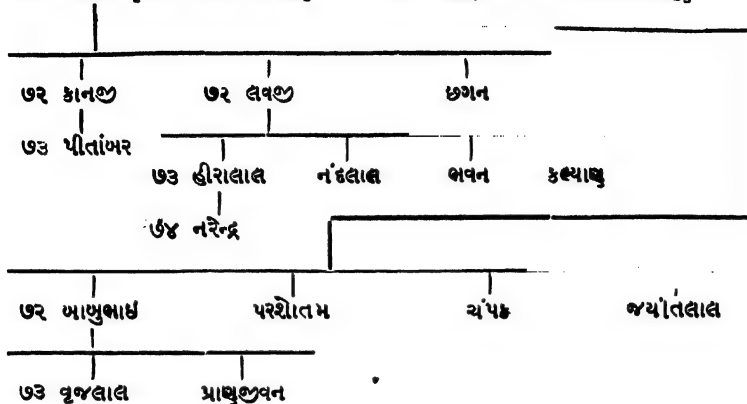 ૭૨ કાનજી ૭૨ લવજી છગન
૭૩ પીતાંબર
૭૩ હીરાલાલ નંદલાલ ભવન કલ્યાણ
૭૪ નરેન્દ્ર
૭૨ બાબુભાઇ પરશોતમ ચંપક જયંતિલાલ
૭૩ વૃજલાલ પ્રાણજીવન